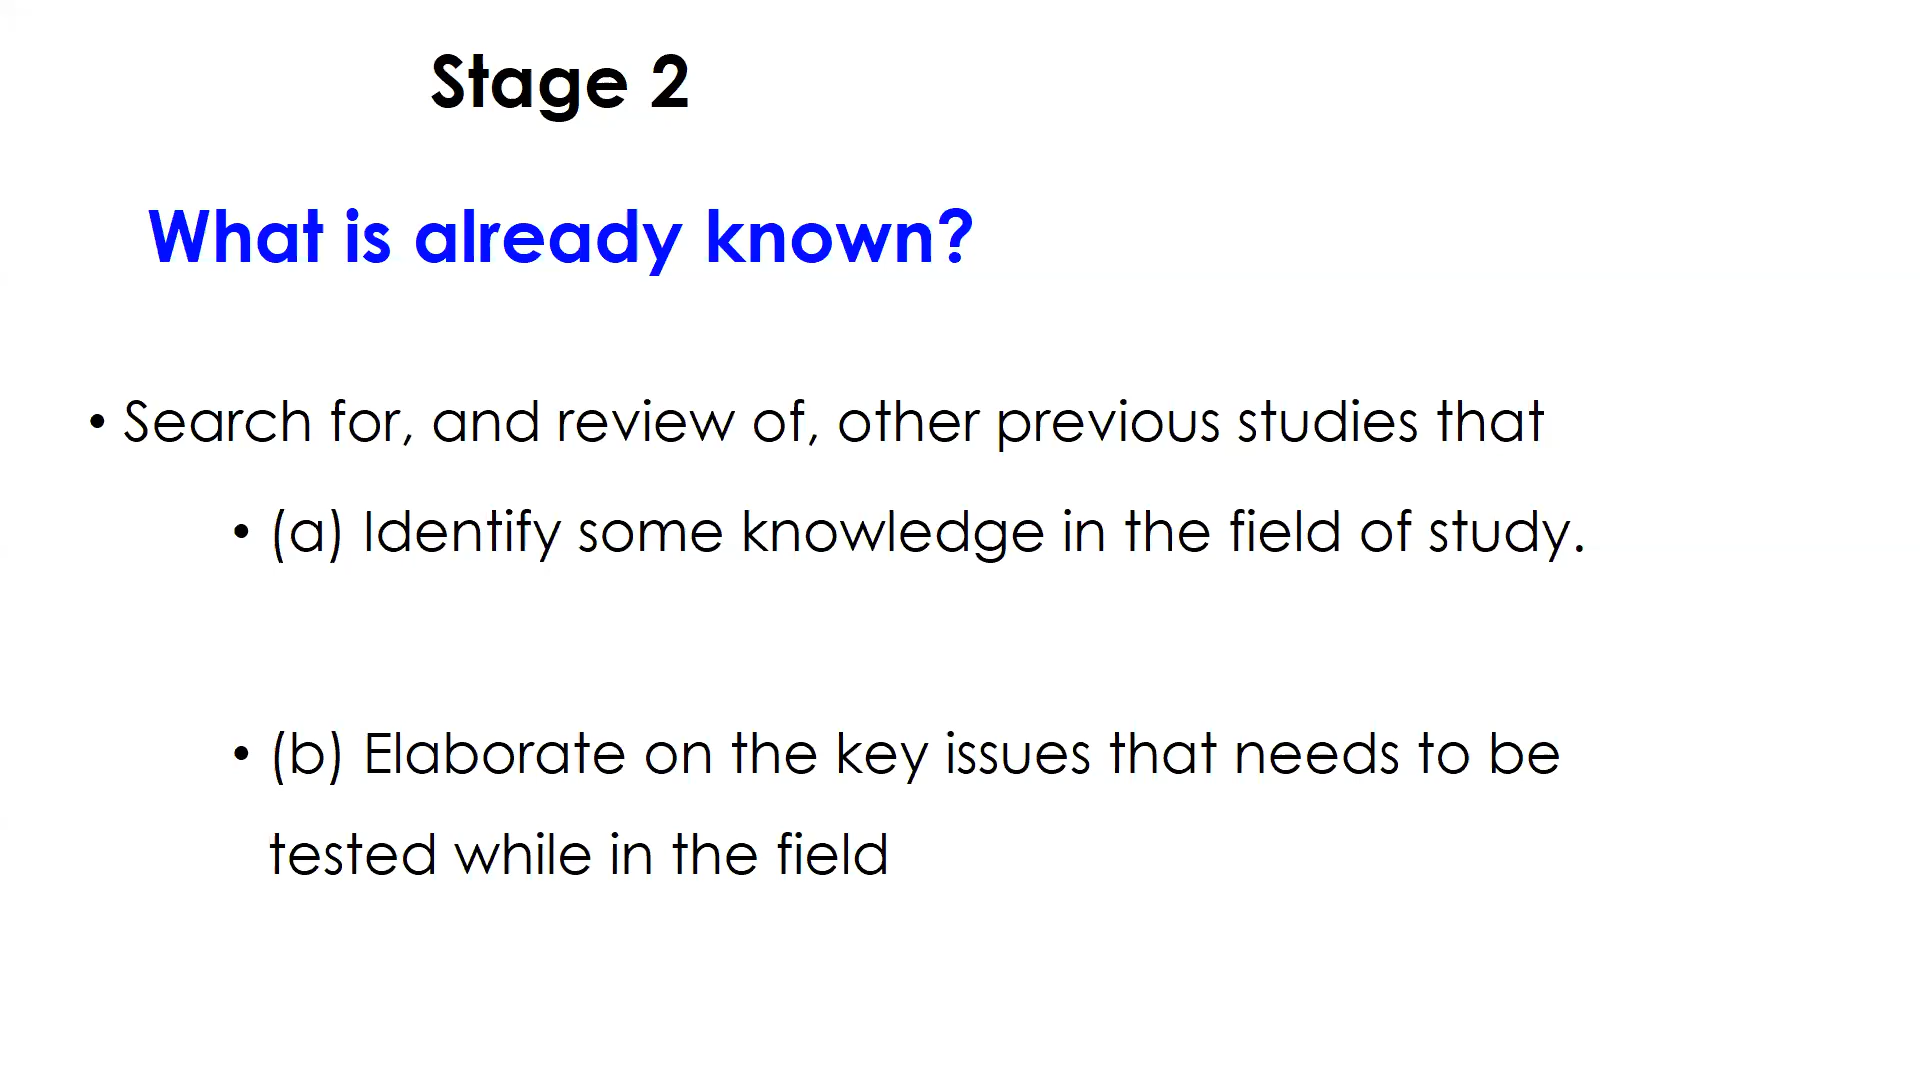 Stage 2
What is already known?
• Search for, and review of, other previous studies that
• (a) Identify some knowledge in the field of study.
• (b) Elaborate on the key issues that needs to be
tested while in the field